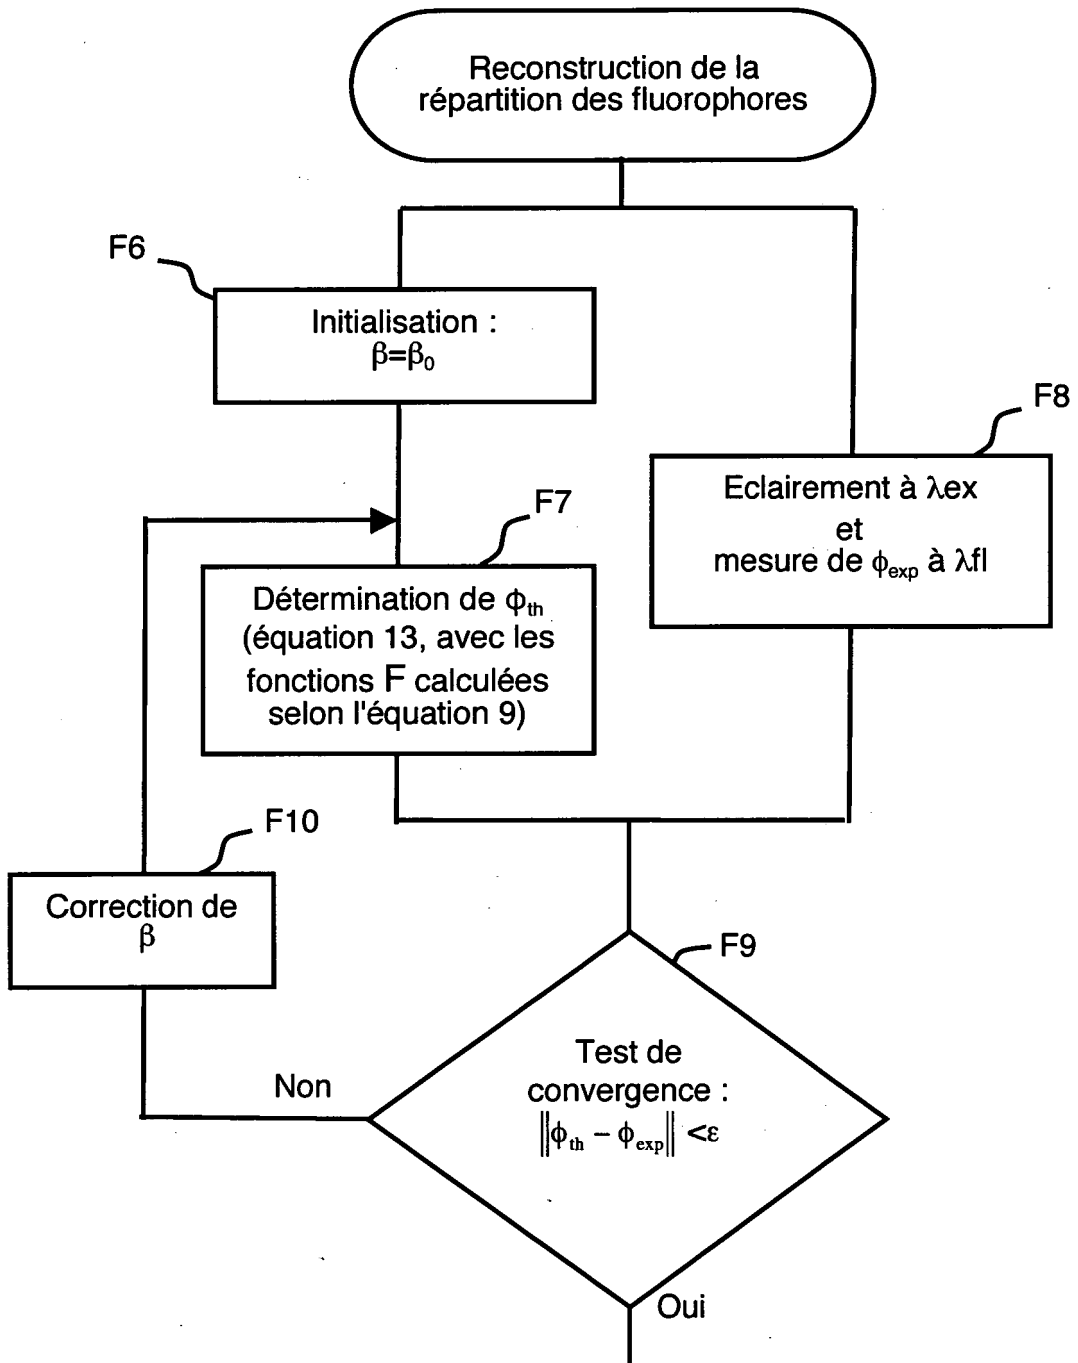 Reconstruction de la
répartition des fluorophores
F6
Initialisation :
β=β₀
F8
Eclairement à λex
et
mesure de ϕexp à λfl
F7
Détermination de ϕth
(équation 13, avec les
fonctions F calculées
selon l'équation 9)
F10
Correction de
β
F9
Test de
convergence :
‖ϕth − ϕexp‖ <ε
Non
Oui